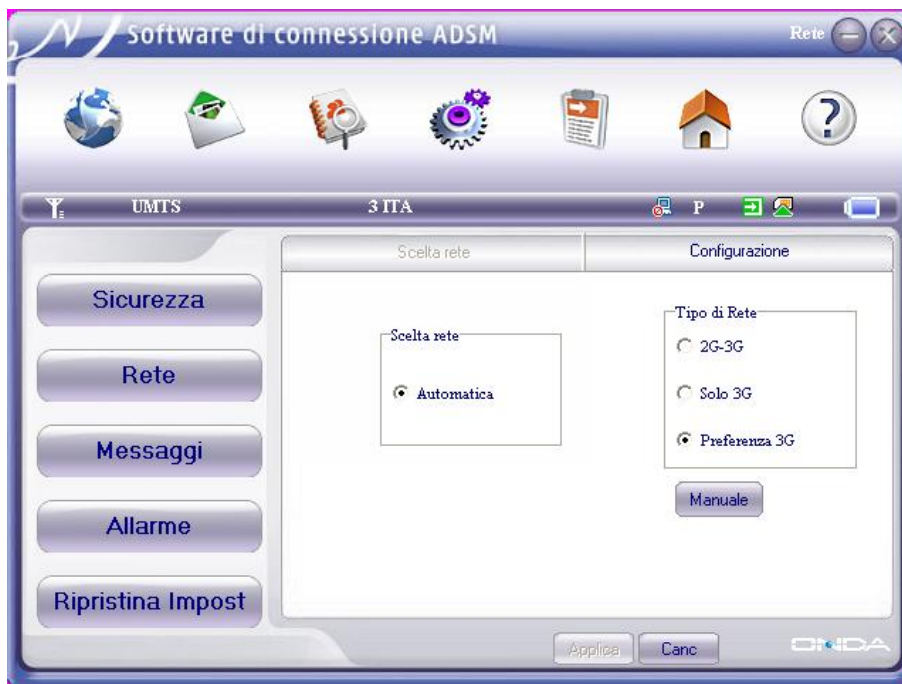 Software di connessione ADSM
Rete
UMTS 3 ITA P
Scelta rete Configurazione
Sicurezza
Rete
Messaggi
Allarme
Ripristina Impost
Scelta rete
Automatica
Tipo di Rete
2G-3G
Solo 3G
Preferenza 3G
Manuale
Applica Canc
ONDA